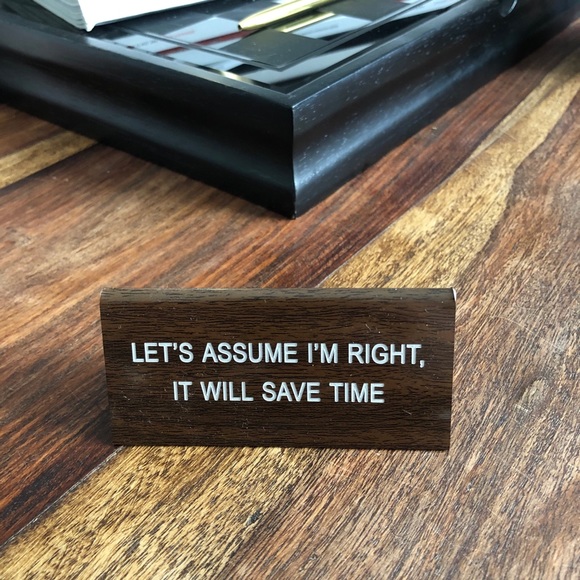 LET'S ASSUME I'M RIGHT,
IT WILL SAVE TIME